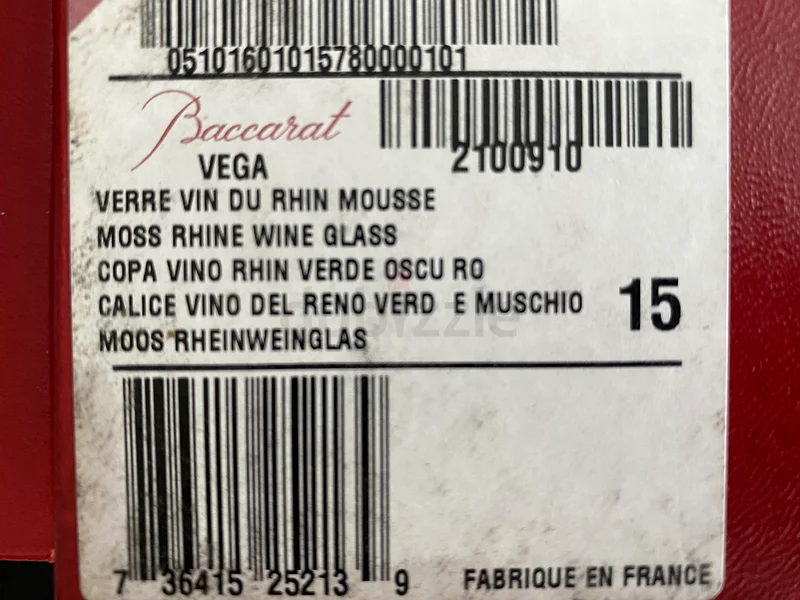 05101601015780000101
Baccarat
2100910
VEGA
VERRE VIN DU RHIN MOUSSE
MOSS RHINE WINE GLASS
COPA VINO RHIN VERDE OSCU RO
CALICE VINO DEL RENO VERD E MUSCHIO
15
MOOS RHEINWEINGLAS
7 36415 25213 9
FABRIQUE EN FRANCE